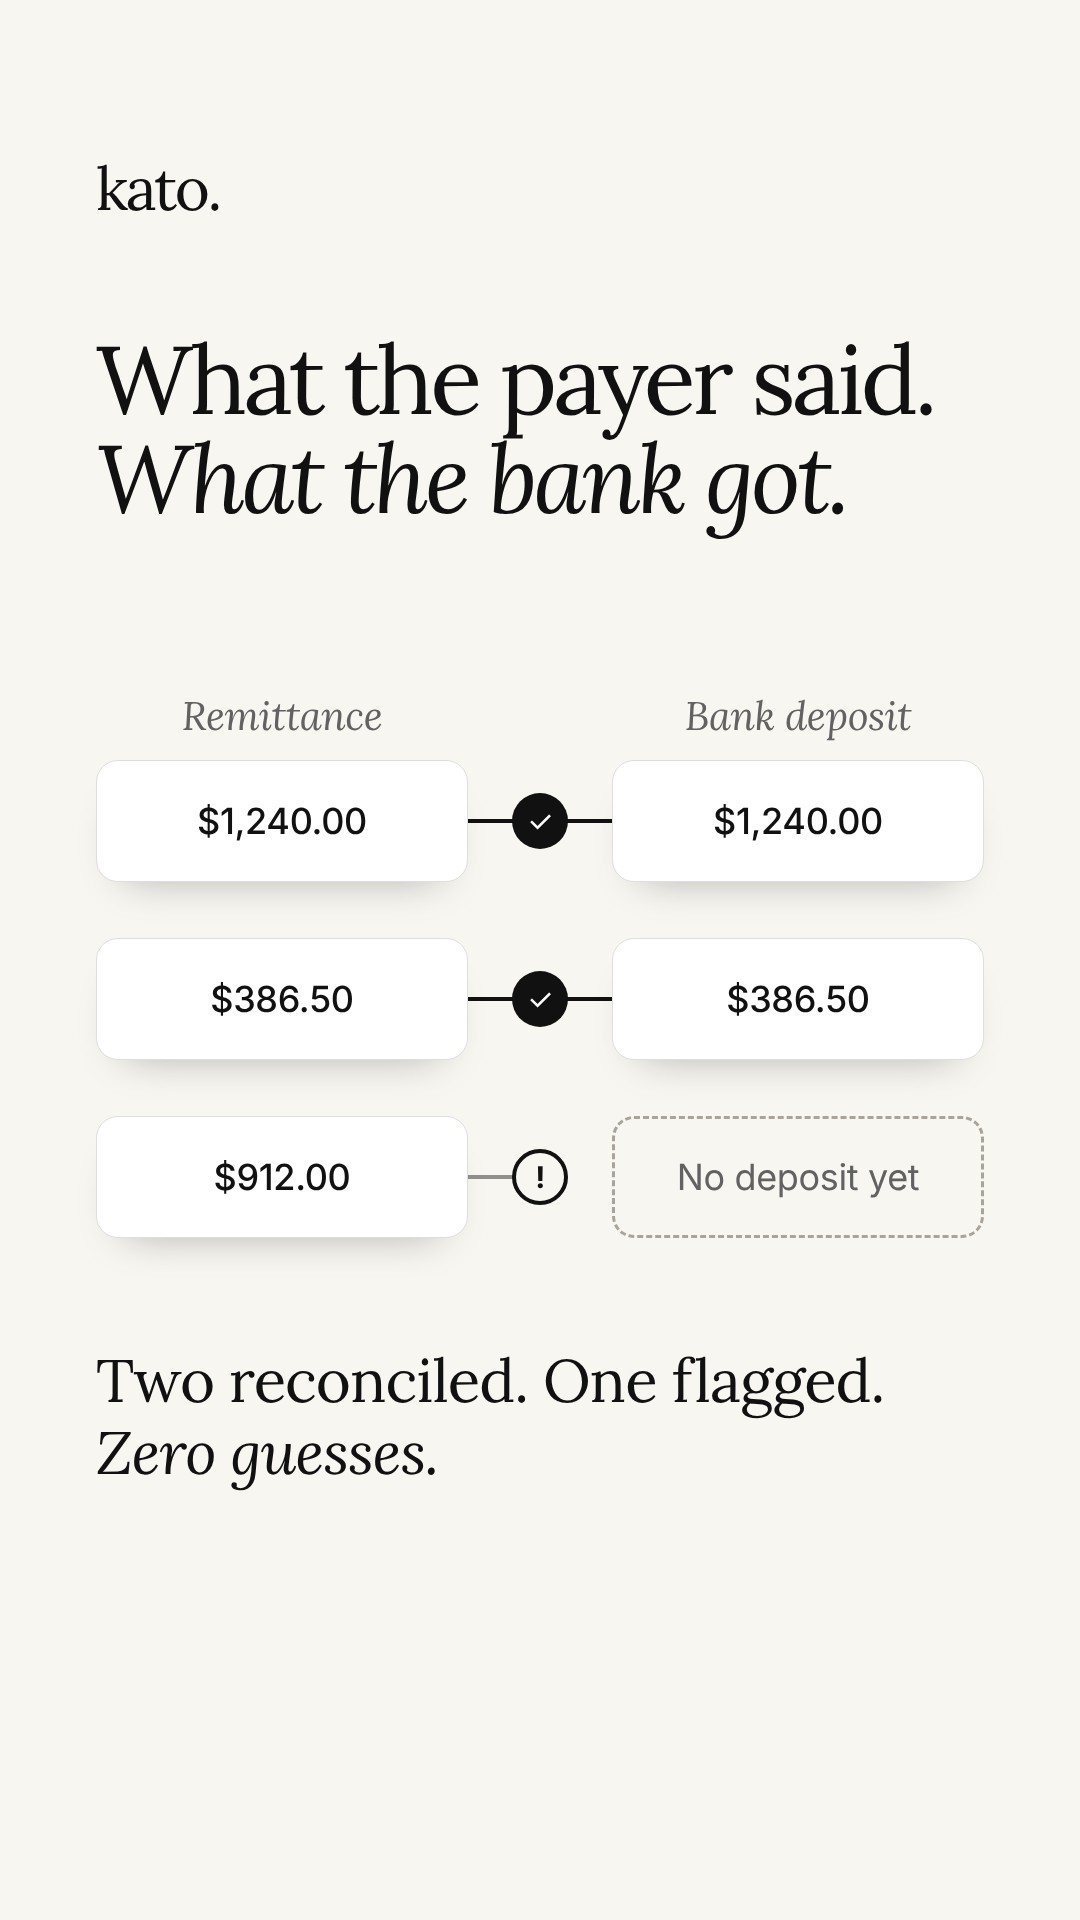 kato.
What the payer said.
What the bank got.
Remittance Bank deposit
$1,240.00 $1,240.00
$386.50 $386.50
$912.00 ! No deposit yet
Two reconciled. One flagged.
Zero guesses.